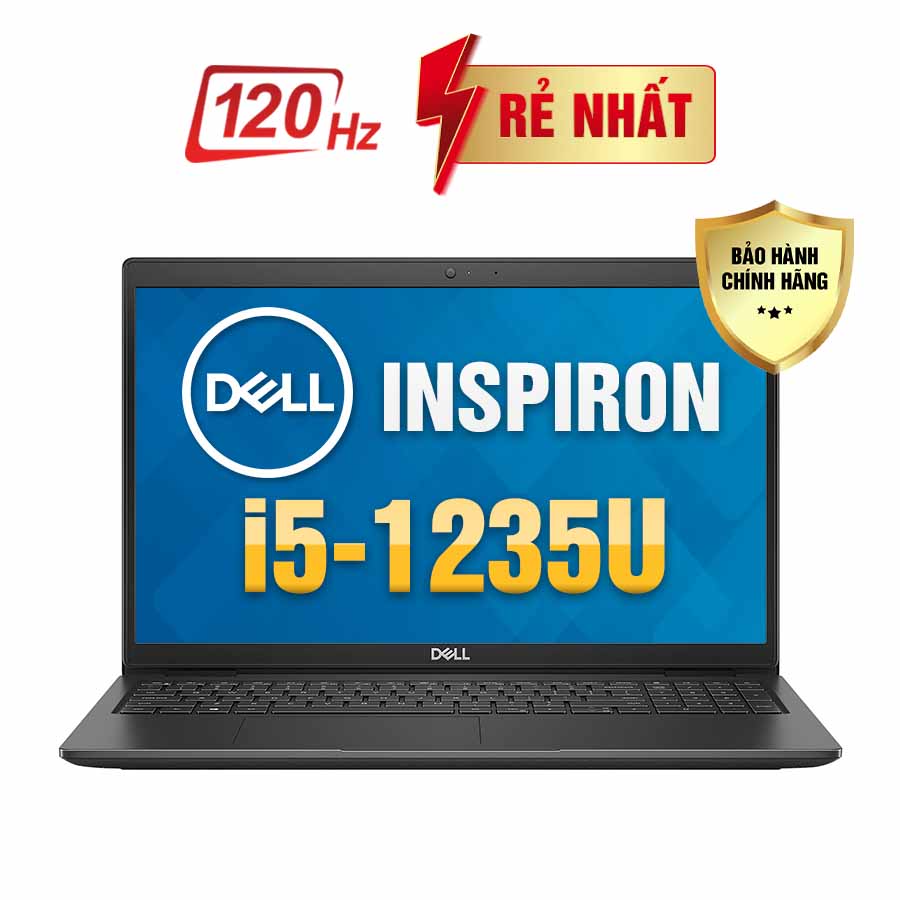 120Hz
RẺ NHẤT
BẢO HÀNH
CHÍNH HÃNG
DELL
INSPIRON
i5-1235U
DELL